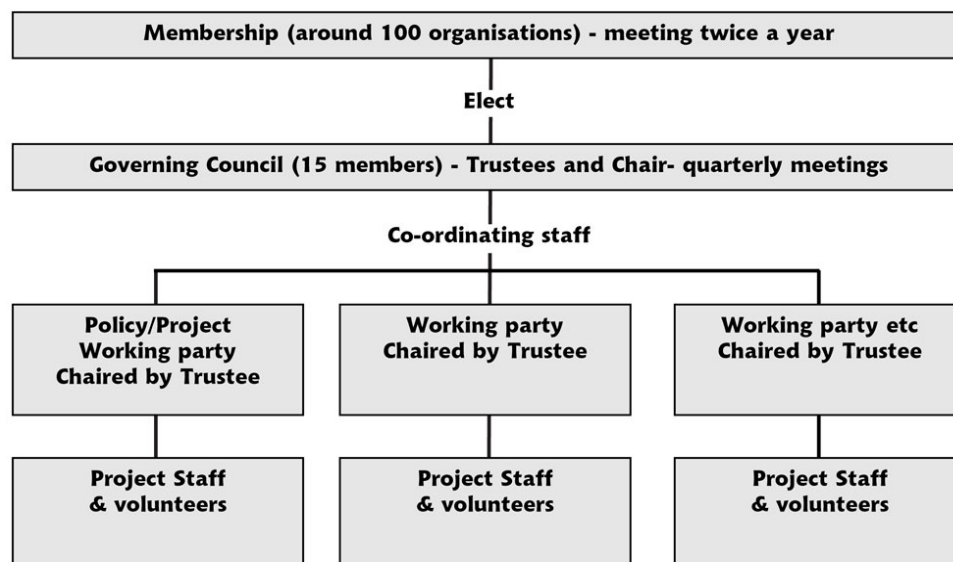 Membership (around 100 organisations) - meeting twice a year
Elect
Governing Council (15 members) - Trustees and Chair- quarterly meetings
Co-ordinating staff
Policy/Project
Working party
Chaired by Trustee
Working party
Chaired by Trustee
Working party etc
Chaired by Trustee
Project Staff
& volunteers
Project Staff
& volunteers
Project Staff
& volunteers